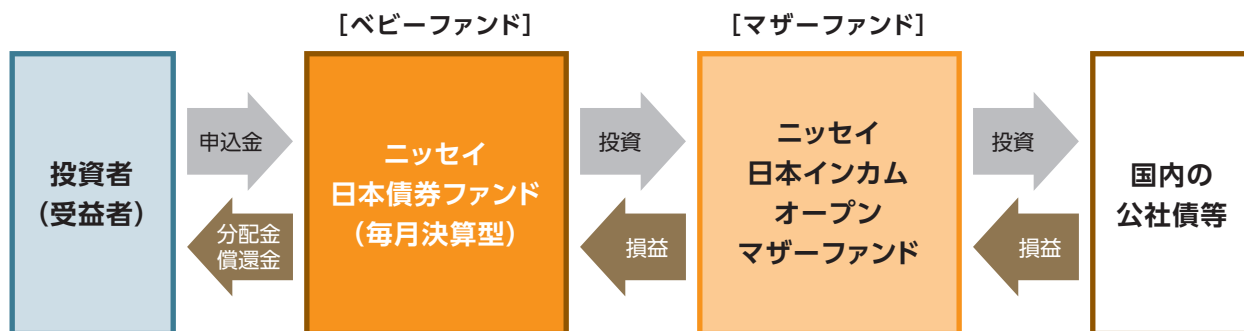 ［ベビーファンド］
［マザーファンド］
投資者
（受益者）
申込金
分配金
償還金
ニッセイ
日本債券ファンド
（毎月決算型）
投資
損益
ニッセイ
日本インカム
オープン
マザーファンド
投資
損益
国内の
公社債等